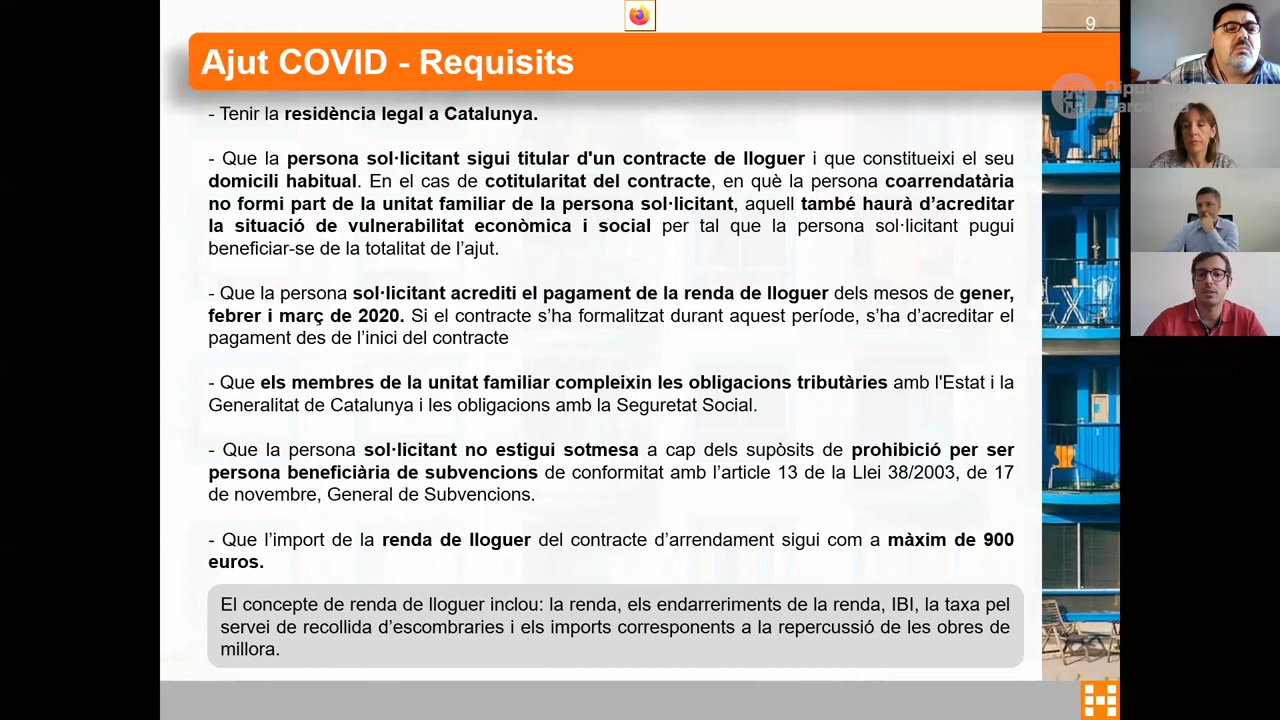 9
Ajut COVID - Requisits
- Tenir la residència legal a Catalunya.
- Que la persona sol·licitant sigui titular d'un contracte de lloguer i que constitueixi el seu
domicili habitual. En el cas de cotitularitat del contracte, en què la persona coarrendatària
no formi part de la unitat familiar de la persona sol·licitant, aquell també haurà d’acreditar
la situació de vulnerabilitat econòmica i social per tal que la persona sol·licitant pugui
beneficiar-se de la totalitat de l’ajut.
- Que la persona sol·licitant acrediti el pagament de la renda de lloguer dels mesos de gener,
febrer i març de 2020. Si el contracte s’ha formalitzat durant aquest període, s’ha d’acreditar el
pagament des de l’inici del contracte
- Que els membres de la unitat familiar compleixin les obligacions tributàries amb l'Estat i la
Generalitat de Catalunya i les obligacions amb la Seguretat Social.
- Que la persona sol·licitant no estigui sotmesa a cap dels supòsits de prohibició per ser
persona beneficiària de subvencions de conformitat amb l’article 13 de la Llei 38/2003, de 17
de novembre, General de Subvencions.
- Que l’import de la renda de lloguer del contracte d’arrendament sigui com a màxim de 900
euros.
El concepte de renda de lloguer inclou: la renda, els endarreriments de la renda, IBI, la taxa pel
servei de recollida d’escombraries i els imports corresponents a la repercussió de les obres de
millora.